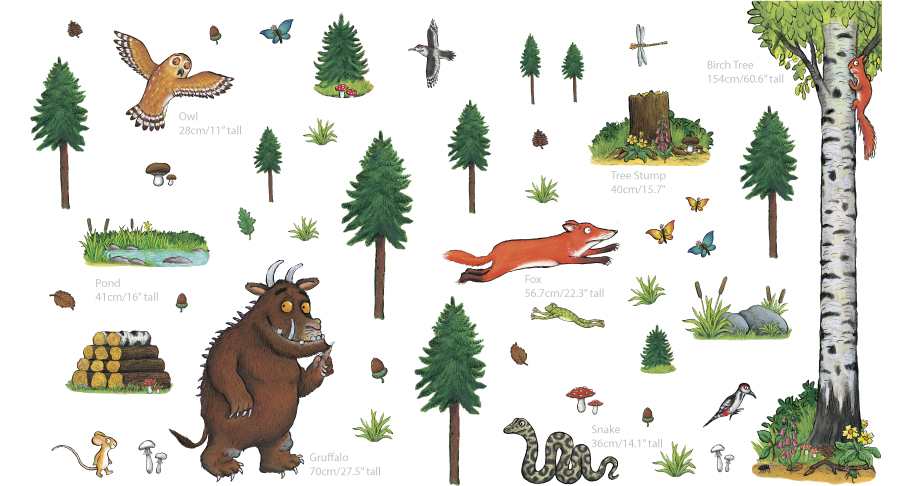 Owl
28cm/11" tall
Birch Tree
154cm/60.6" tall
Tree Stump
40cm/15.7"
Pond
41cm/16" tall
Fox
56.7cm/22.3" tall
Snake
36cm/14.1" tall
Gruffalo
70cm/27.5" tall